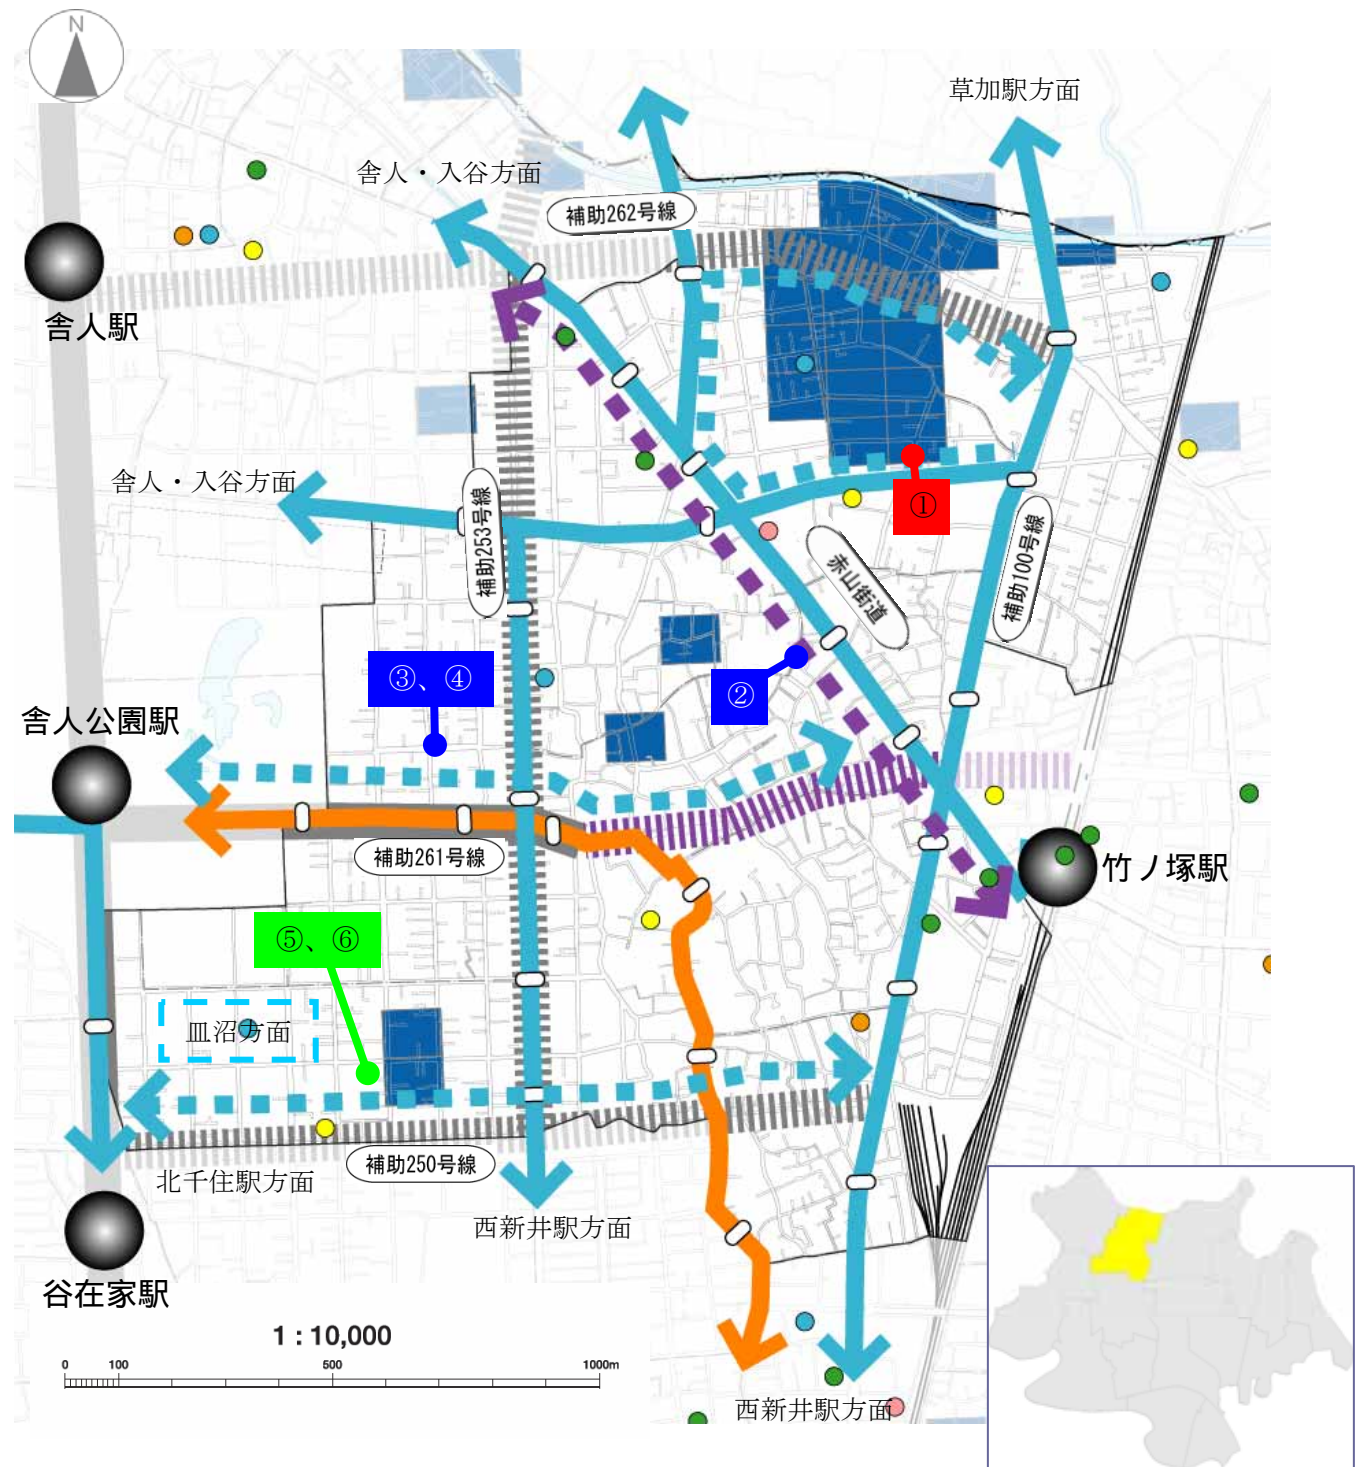 N
草加駅方面
舎人・入谷方面
補助262号線
舎人駅
舎人・入谷方面
補助253号線
①
赤山街道
補助100号線
③、④
②
舎人公園駅
補助261号線
竹ノ塚駅
⑤、⑥
皿沼方面
補助250号線
北千住駅方面
西新井駅方面
谷在家駅
1 : 10,000
0 100 500 1000m
西新井駅方面